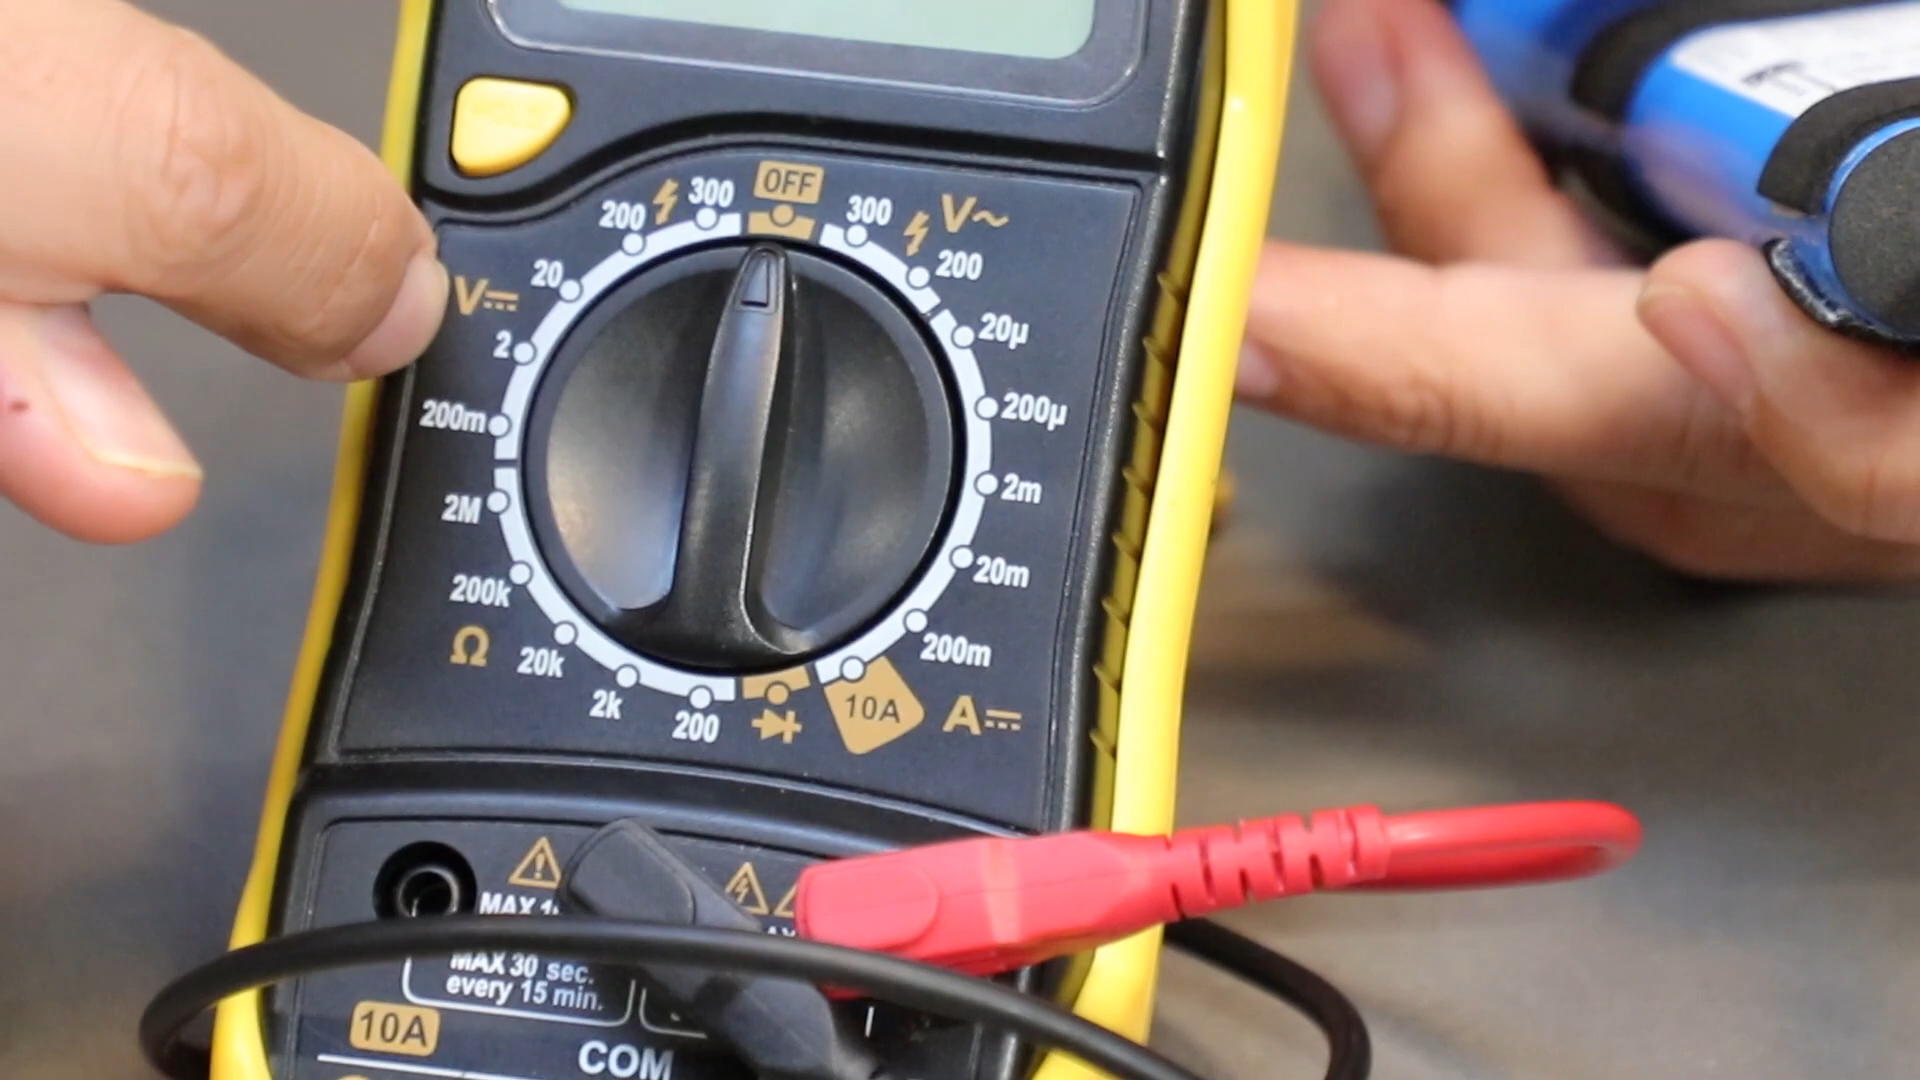 OFF
300
200
20
V⎓
2
200m
2M
200k
Ω
20k
2k
200
300
V~
200
20µ
200µ
2m
20m
200m
10A
A⎓
MAX
MAX 30 sec.
every 15 min.
10A
COM